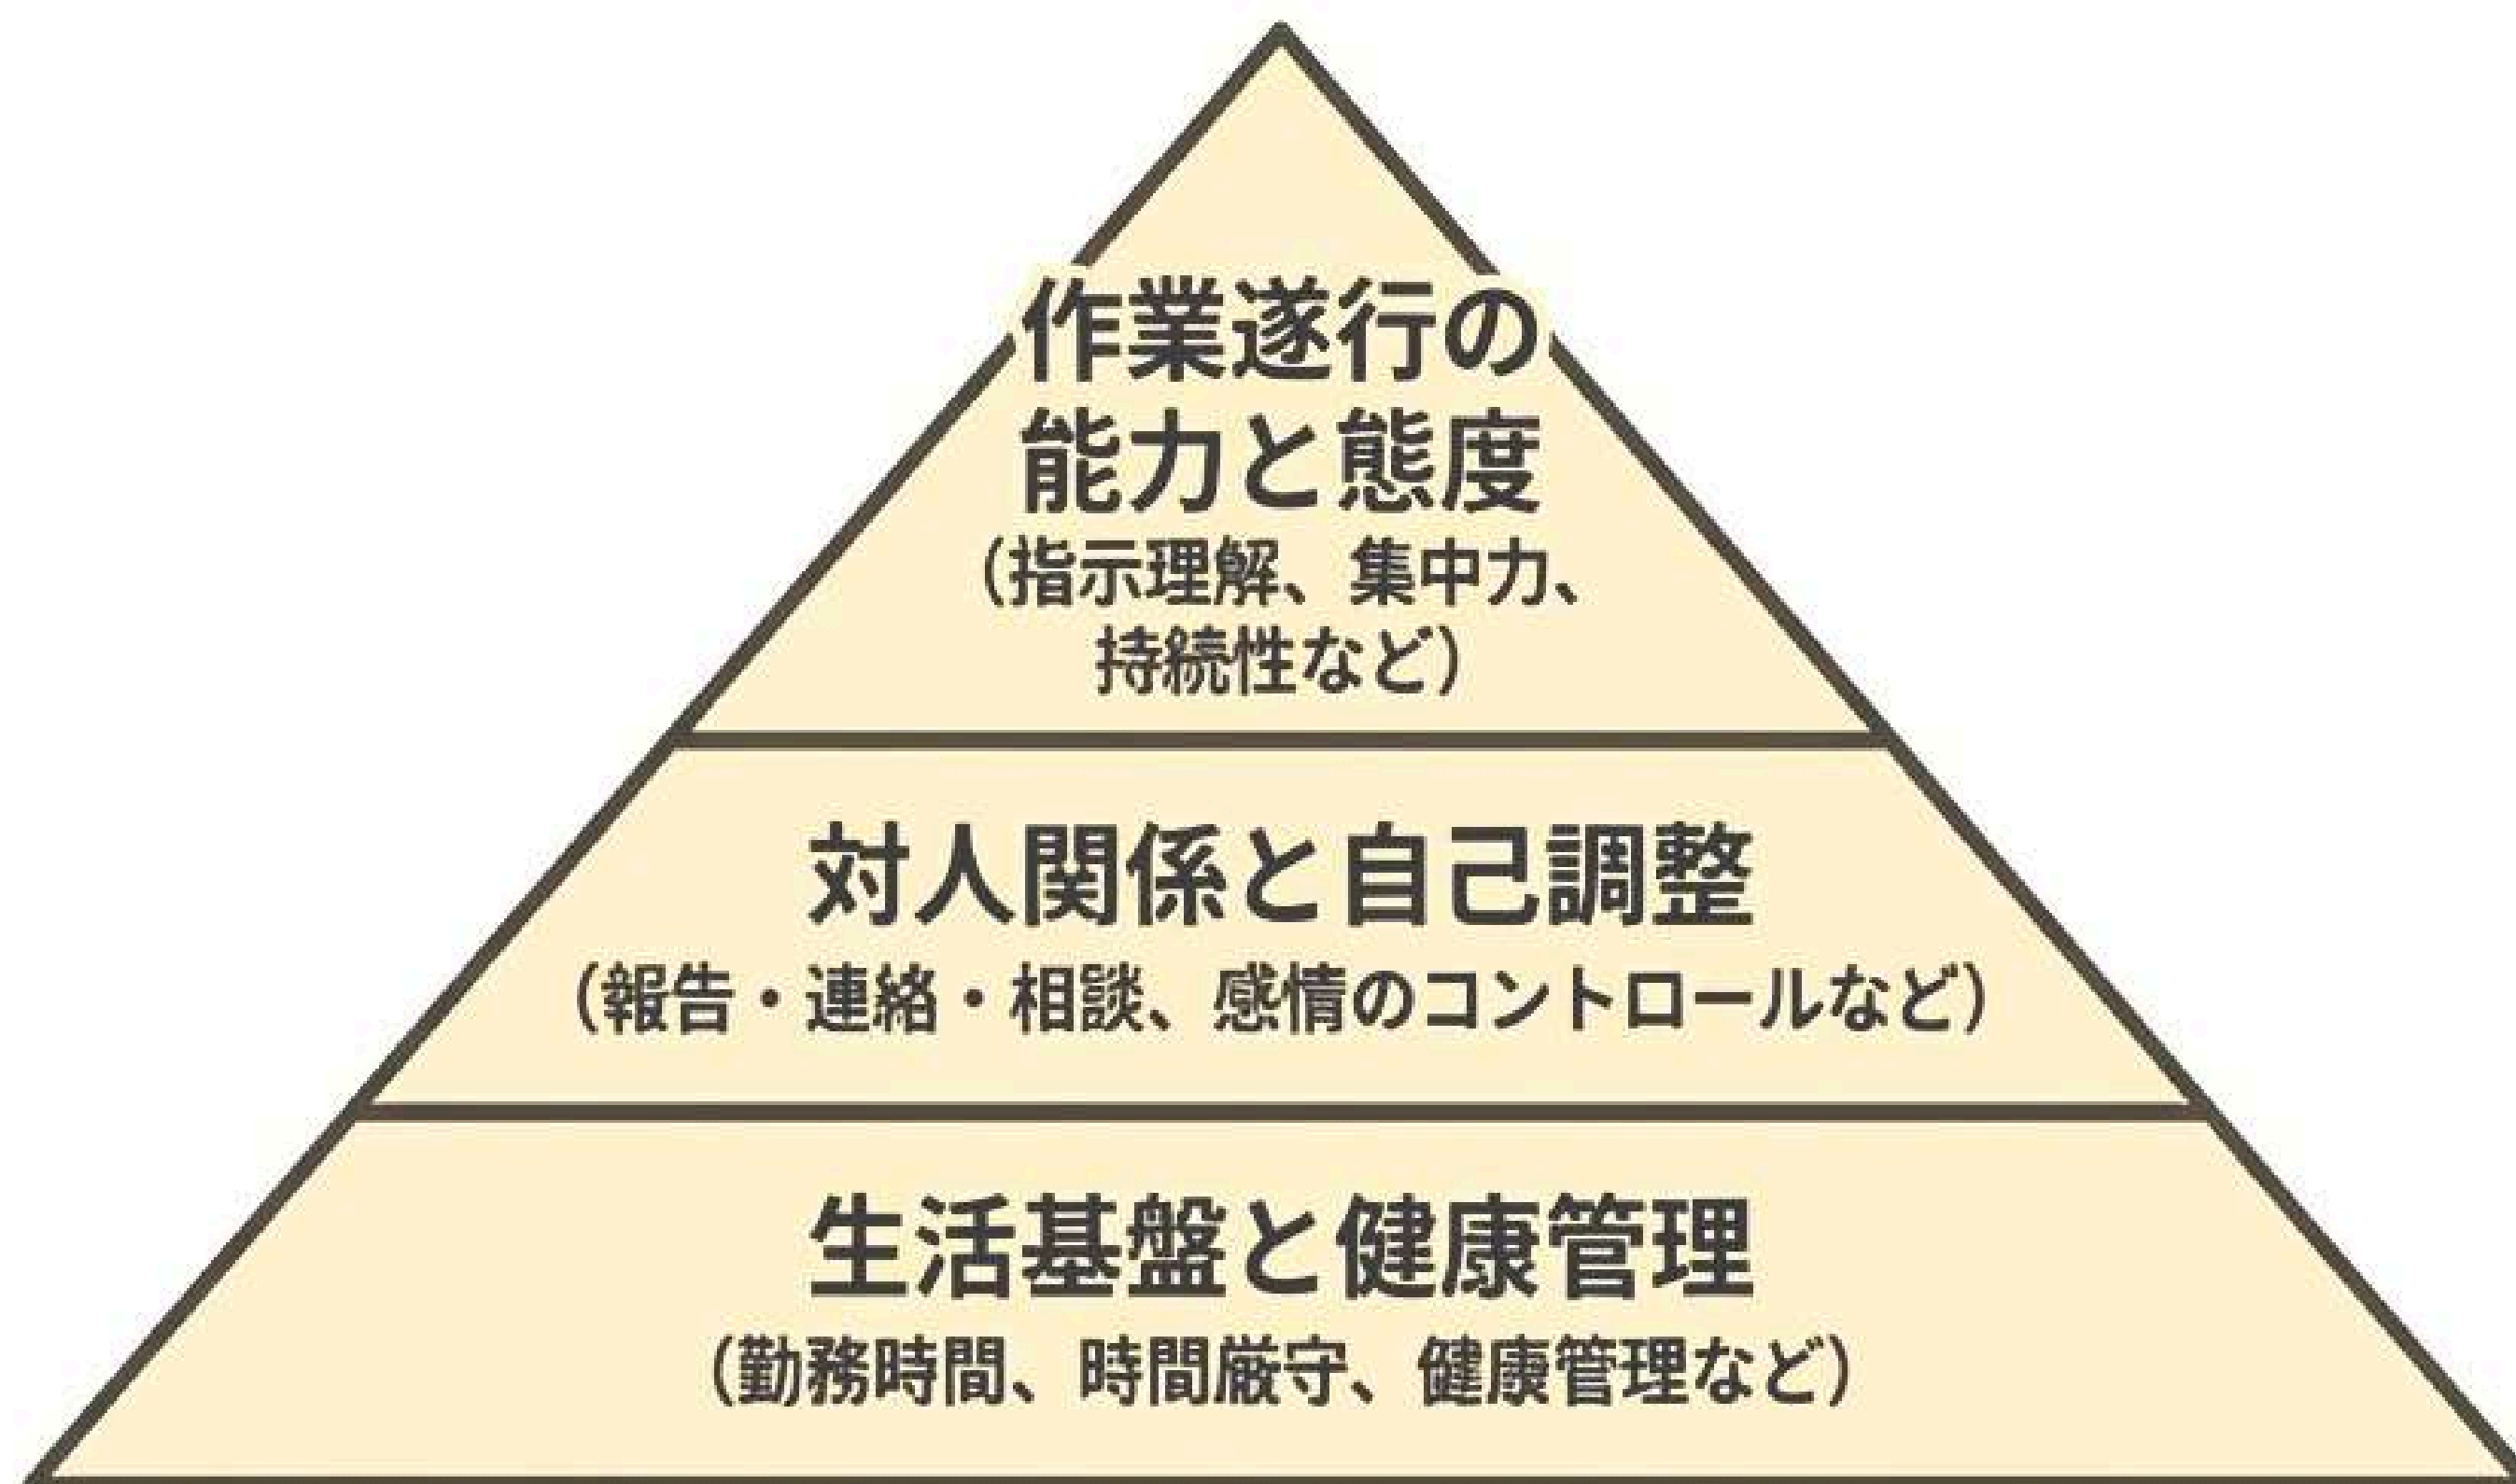 作業遂行の
能力と態度
（指示理解、集中力、
持続性など）
対人関係と自己調整
（報告・連絡・相談、感情のコントロールなど）
生活基盤と健康管理
（勤務時間、時間厳守、健康管理など）